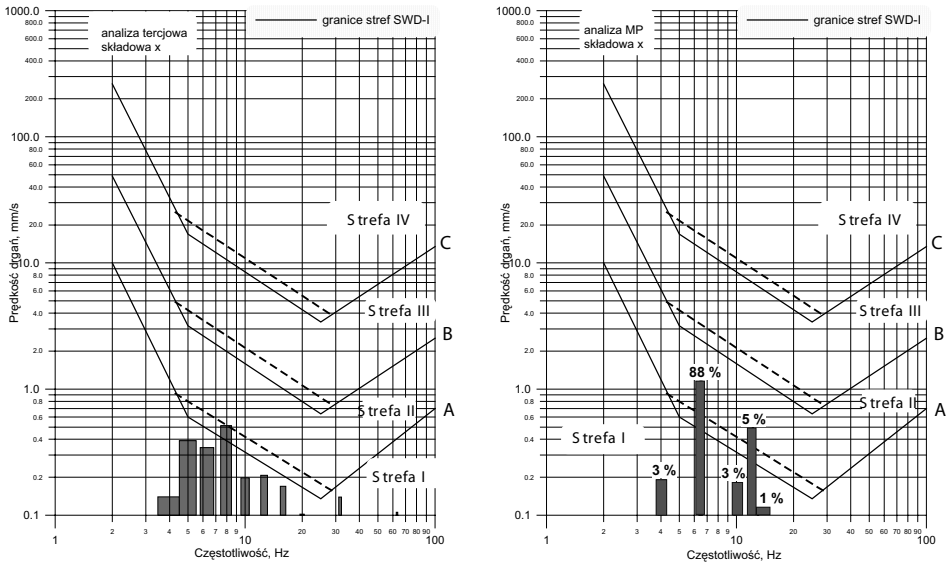 1000.0
800.0
600.0
400.0
200.0
100.0
80.0
60.0
40.0
20.0
10.0
8.0
6.0
4.0
2.0
1.0
0.8
0.6
0.4
0.2
0.1
Prędkość drgań, mm/s
analiza tercjowa
składowa x
granice stref SWD-I
Strefa IV
C
Strefa III
B
Strefa II
A
Strefa I
1 2 3 4 5 6 7 8 9 10 20 30 40 50 60 70 80 90 100
Częstotliwość, Hz
1000.0
800.0
600.0
400.0
200.0
100.0
80.0
60.0
40.0
20.0
10.0
8.0
6.0
4.0
2.0
1.0
0.8
0.6
0.4
0.2
0.1
Prędkość drgań, mm/s
analiza MP
składowa x
granice stref SWD-I
Strefa IV
C
Strefa III
B
88 %
Strefa II
A
5 %
Strefa I
3 %
3 %
1 %
1 2 3 4 5 6 7 8 9 10 20 30 40 50 60 70 80 90 100
Częstotliwość, Hz